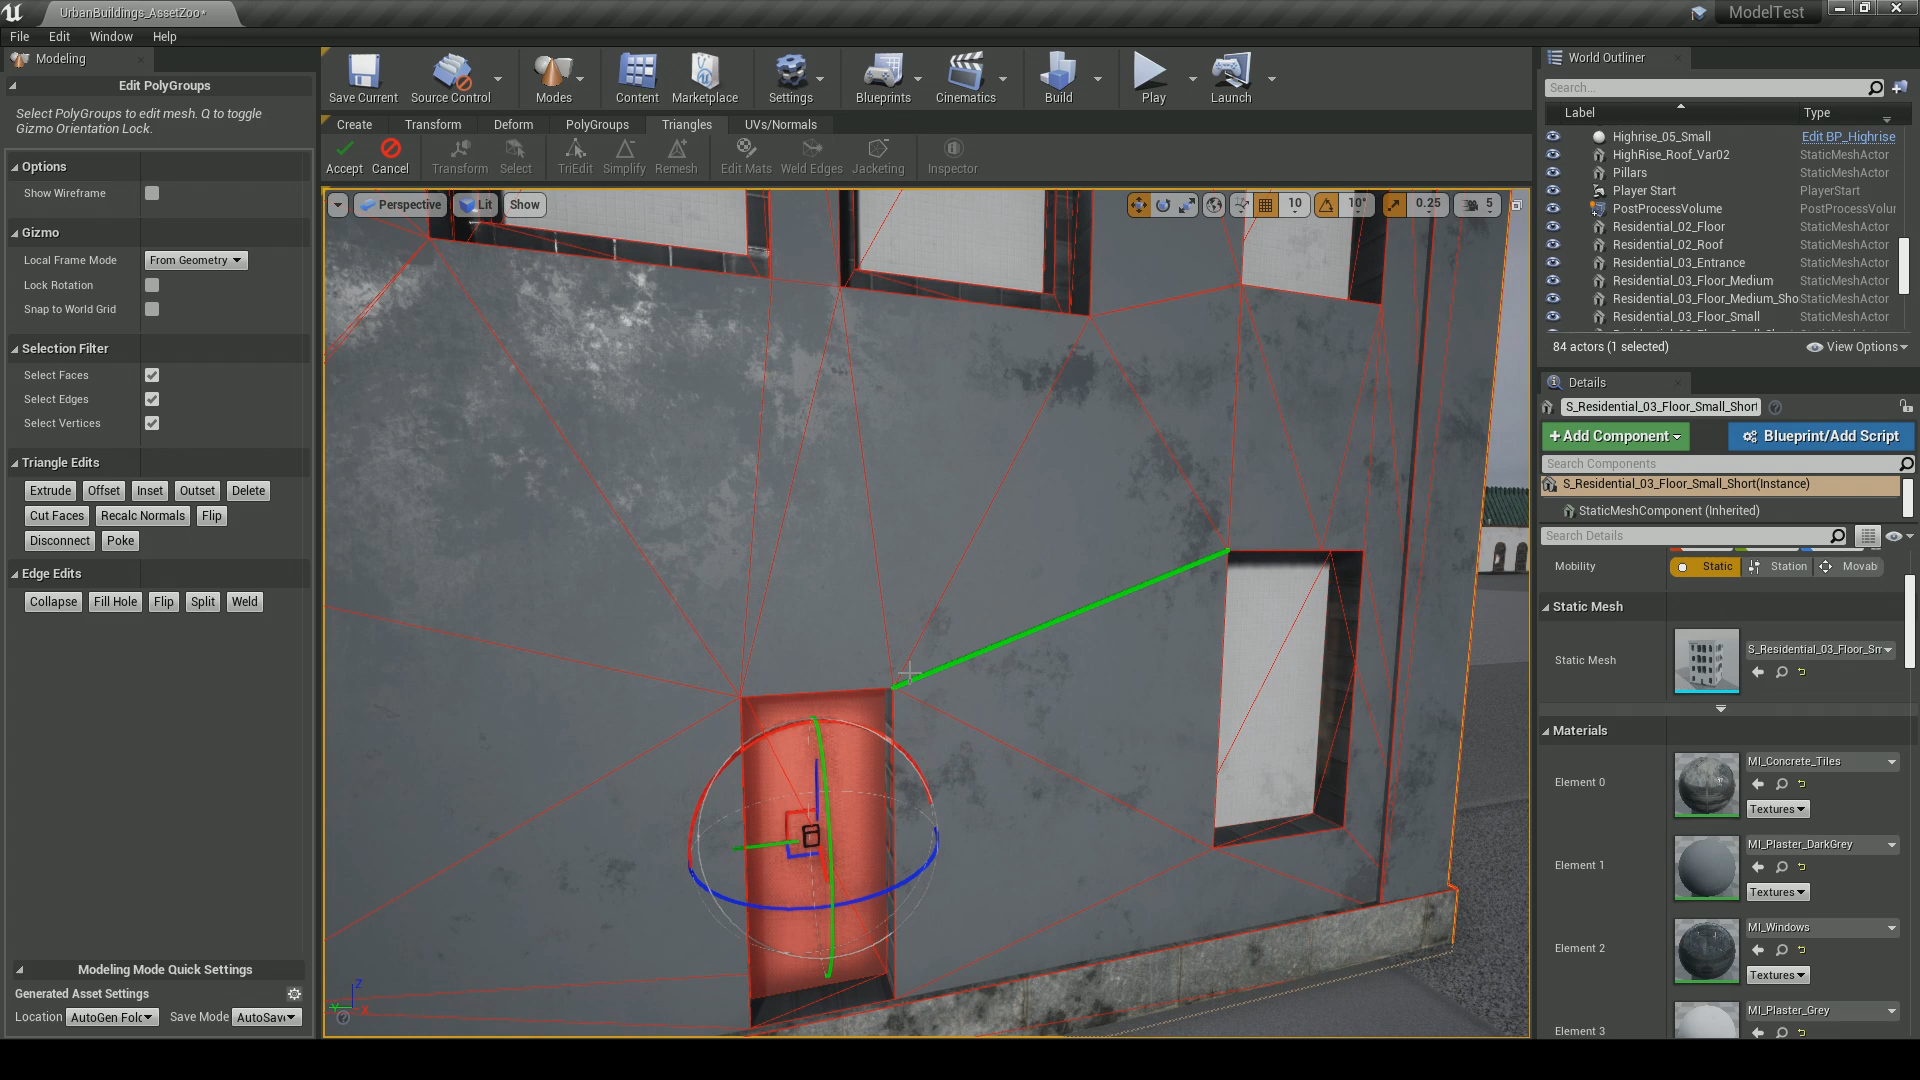 UrbanBuildings_AssetZoo*
ModelTest
File Edit Window Help
Modeling
Edit PolyGroups
Select PolyGroups to edit mesh. Q to toggle
Gizmo Orientation Lock.
Options
Show Wireframe
Gizmo
Local Frame Mode From Geometry
Lock Rotation
Snap to World Grid
Selection Filter
Select Faces
Select Edges
Select Vertices
Triangle Edits
Extrude Offset Inset Outset Delete
Cut Faces Recalc Normals Flip
Disconnect Poke
Edge Edits
Collapse Fill Hole Flip Split Weld
Modeling Mode Quick Settings
Generated Asset Settings
Location AutoGen Folc Save Mode AutoSav
Save Current Source Control Modes Content Marketplace Settings Blueprints Cinematics Build Play Launch
Create Transform Deform PolyGroups Triangles UVs/Normals
Accept Cancel Transform Select TriEdit Simplify Remesh Edit Mats Weld Edges Jacketing Inspector
Perspective Lit Show 10 10° 0.25 5
Z
Y
X
World Outliner
Search...
Label Type
Highrise_05_Small Edit BP_Highrise
HighRise_Roof_Var02 StaticMeshActor
Pillars StaticMeshActor
Player Start PlayerStart
PostProcessVolume PostProcessVolur
Residential_02_Floor StaticMeshActor
Residential_02_Roof StaticMeshActor
Residential_03_Entrance StaticMeshActor
Residential_03_Floor_Medium StaticMeshActor
Residential_03_Floor_Medium_Sho StaticMeshActor
Residential_03_Floor_Small StaticMeshActor
84 actors (1 selected) View Options
Details
S_Residential_03_Floor_Small_Short
+Add Component Blueprint/Add Script
Search Components
S_Residential_03_Floor_Small_Short(Instance)
StaticMeshComponent (Inherited)
Search Details
Mobility Static Station Movab
Static Mesh
Static Mesh S_Residential_03_Floor_Sm
Materials
Element 0 MI_Concrete_Tiles
Textures
Element 1 MI_Plaster_DarkGrey
Textures
Element 2 MI_Windows
Textures
Element 3 MI_Plaster_Grey